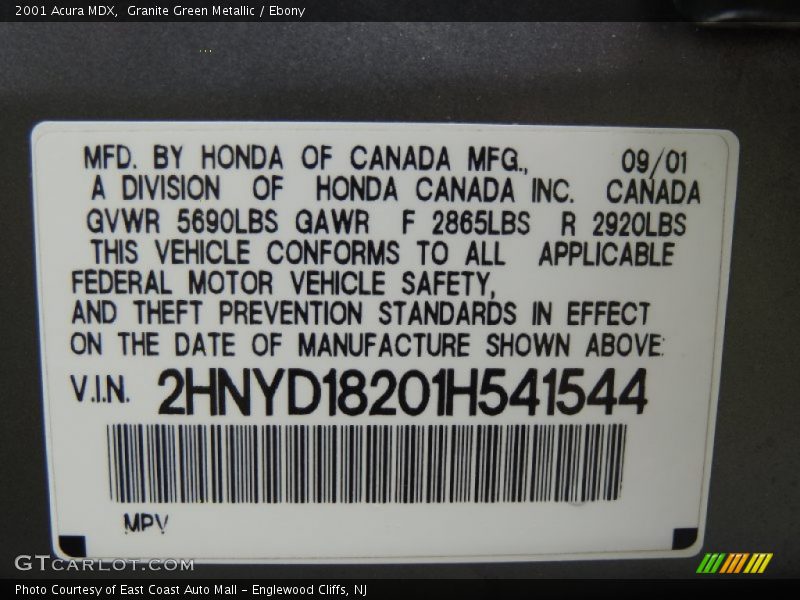 2001 Acura MDX,  Granite Green Metallic / Ebony
MFD. BY HONDA OF CANADA MFG., 09/01
A DIVISION OF HONDA CANADA INC. CANADA
GVWR 5690LBS GAWR F 2865LBS R 2920LBS
THIS VEHICLE CONFORMS TO ALL APPLICABLE
FEDERAL MOTOR VEHICLE SAFETY,
AND THEFT PREVENTION STANDARDS IN EFFECT
ON THE DATE OF MANUFACTURE SHOWN ABOVE:
V.I.N. 2HNYD18201H541544
MPV
GTCARLOT.COM
Photo Courtesy of East Coast Auto Mall - Englewood Cliffs, NJ